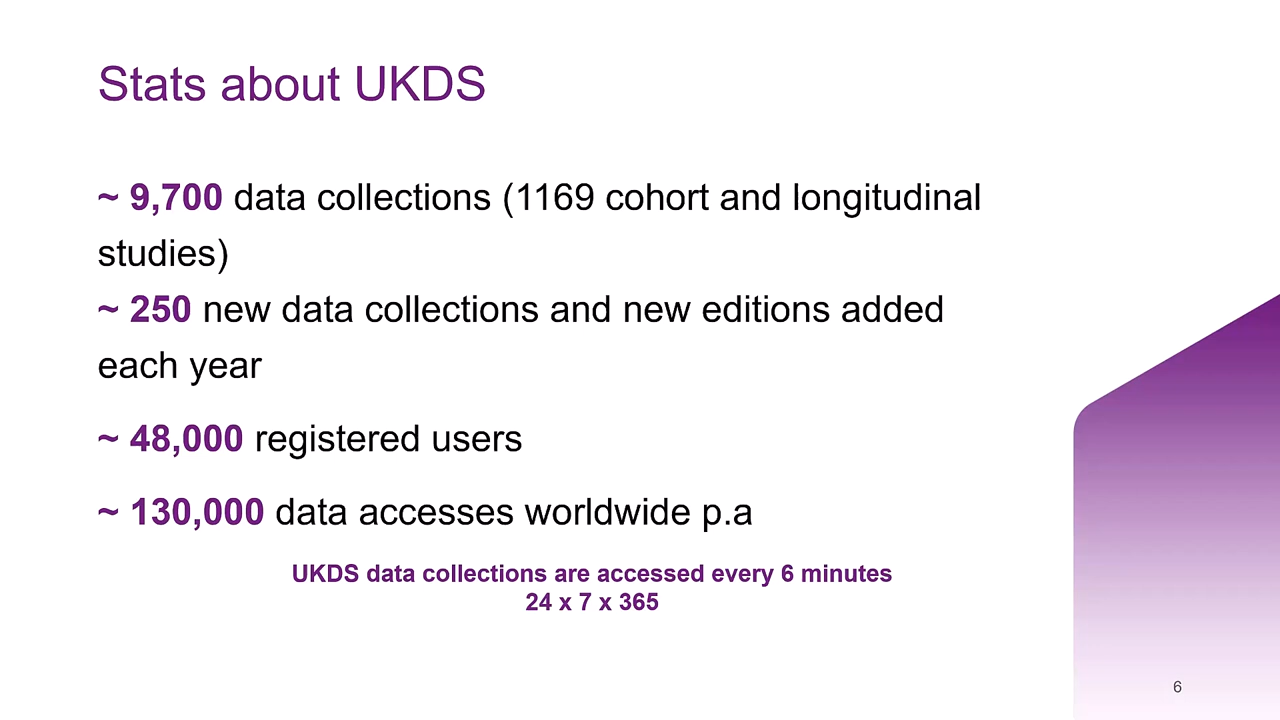 Stats about UKDS
~ 9,700 data collections (1169 cohort and longitudinal
studies)
~ 250 new data collections and new editions added
each year
~ 48,000 registered users
~ 130,000 data accesses worldwide p.a
UKDS data collections are accessed every 6 minutes
24 x 7 x 365
6